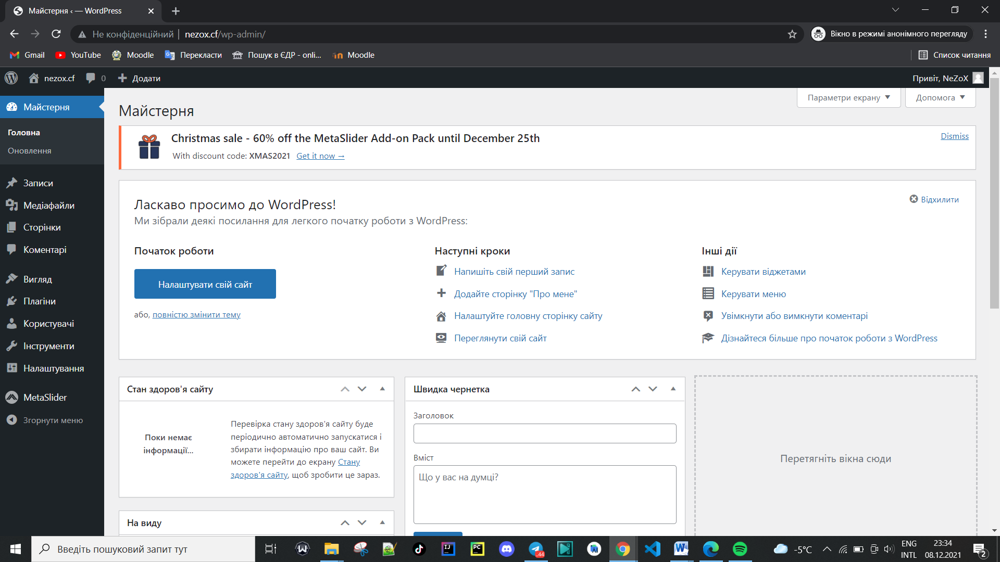 Майстерня ‹ — WordPress
Не конфіденційний | nezox.cf/wp-admin/
Вікно в режимі анонімного перегляду
Gmail
YouTube
Moodle
Перекласти
Пошук в ЄДР - onli...
Moodle
Список читання
nezox.cf
0
Додати
Привіт, NeZoX
Майстерня
Головна
Оновлення
Записи
Медіафайли
Сторінки
Коментарі
Вигляд
Плагіни
Користувачі
Інструменти
Налаштування
MetaSlider
Згорнути меню
Параметри екрану
Допомога
Майстерня
Christmas sale - 60% off the MetaSlider Add-on Pack until December 25th
With discount code: XMAS2021 Get it now →
Dismiss
Ласкаво просимо до WordPress!
Ми зібрали деякі посилання для легкого початку роботи з WordPress:
Відхилити
Початок роботи
Налаштувати свій сайт
або, повністю змінити тему
Наступні кроки
Напишіть свій перший запис
Додайте сторінку "Про мене"
Налаштуйте головну сторінку сайту
Переглянути свій сайт
Інші дії
Керувати віджетами
Керувати меню
Увімкнути або вимкнути коментарі
Дізнайтеся більше про початок роботи з WordPress
Стан здоров'я сайту
Поки немає
інформації...
Перевірка стану здоров'я сайту буде
періодично автоматично запускатися і
збирати інформацію про ваш сайт. Ви
можете перейти до екрану Стану
здоров'я сайту, щоб зробити це зараз.
На виду
Швидка чернетка
Заголовок
Вміст
Що у вас на думці?
Перетягніть вікна сюди
Введіть пошуковий запит тут
IJ
PC
44
W
-5°C
ENG
INTL
23:34
08.12.2021
2